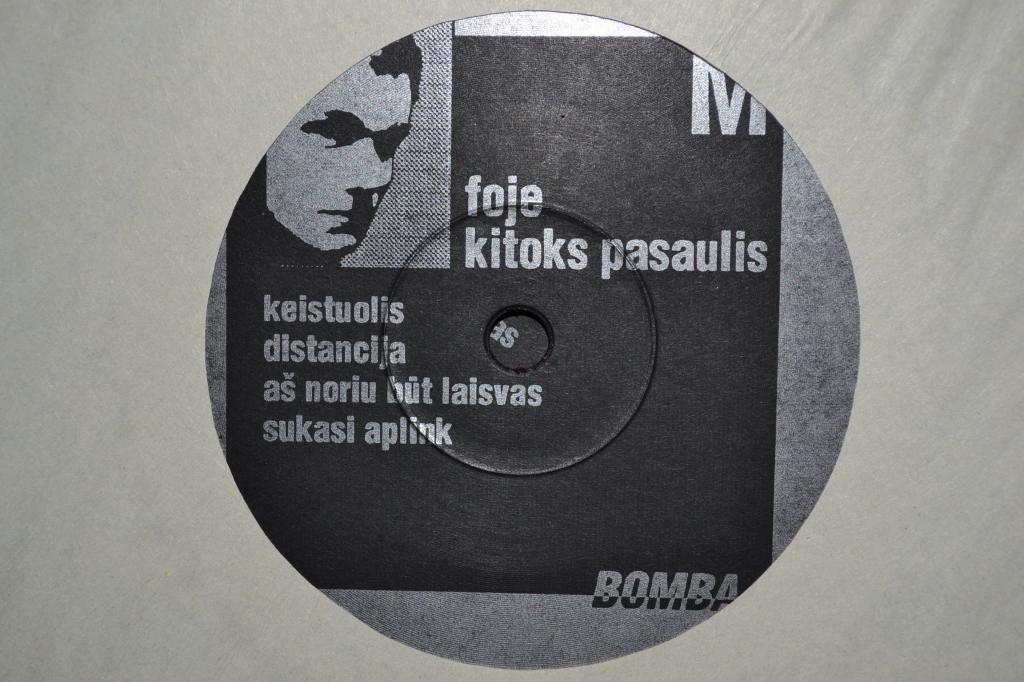 M
foje
kitoks pasaulis
keistuolis
distancija
aš noriu būt laisvas
sukasi aplink
BOMBA